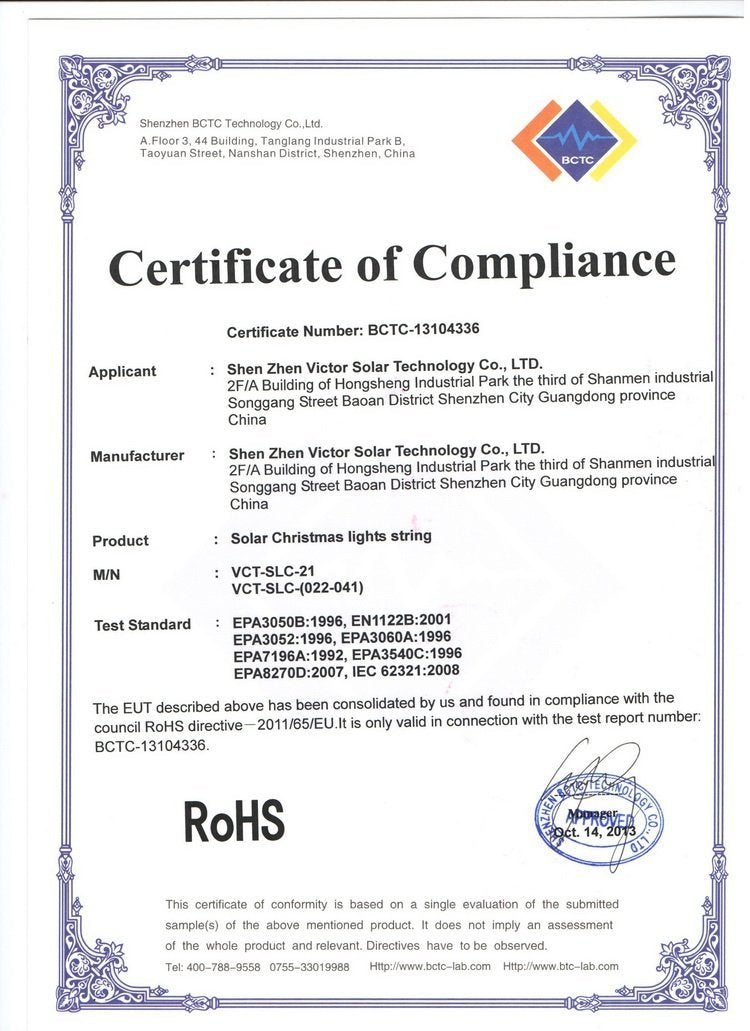 Shenzhen BCTC Technology Co.,Ltd.
A.Floor 3, 44 Building, Tanglang Industrial Park B,
Taoyuan Street, Nanshan District, Shenzhen, China
BCTC
Certificate of Compliance
Certificate Number: BCTC-13104336
Applicant : Shen Zhen Victor Solar Technology Co., LTD.
2F/A Building of Hongsheng Industrial Park the third of Shanmen industrial
Songgang Street Baoan District Shenzhen City Guangdong province
China
Manufacturer : Shen Zhen Victor Solar Technology Co., LTD.
2F/A Building of Hongsheng Industrial Park the third of Shanmen industrial
Songgang Street Baoan District Shenzhen City Guangdong province
China
Product : Solar Christmas lights string
M/N : VCT-SLC-21
VCT-SLC-(022-041)
Test Standard : EPA3050B:1996, EN1122B:2001
EPA3052:1996, EPA3060A:1996
EPA7196A:1992, EPA3540C:1996
EPA8270D:2007, IEC 62321:2008
The EUT described above has been consolidated by us and found in compliance with the
council RoHS directive－2011/65/EU.It is only valid in connection with the test report number:
BCTC-13104336.
RoHS
SHENZHEN BCTC TECHNOLOGY CO., LTD
Manager
APPROVED
Oct. 14, 2013
This certificate of conformity is based on a single evaluation of the submitted
sample(s) of the above mentioned product. It does not imply an assessment
of the whole product and relevant. Directives have to be observed.
Tel: 400-788-9558 0755-33019988 Http://www.bctc-lab.com Http://www.btc-lab.com